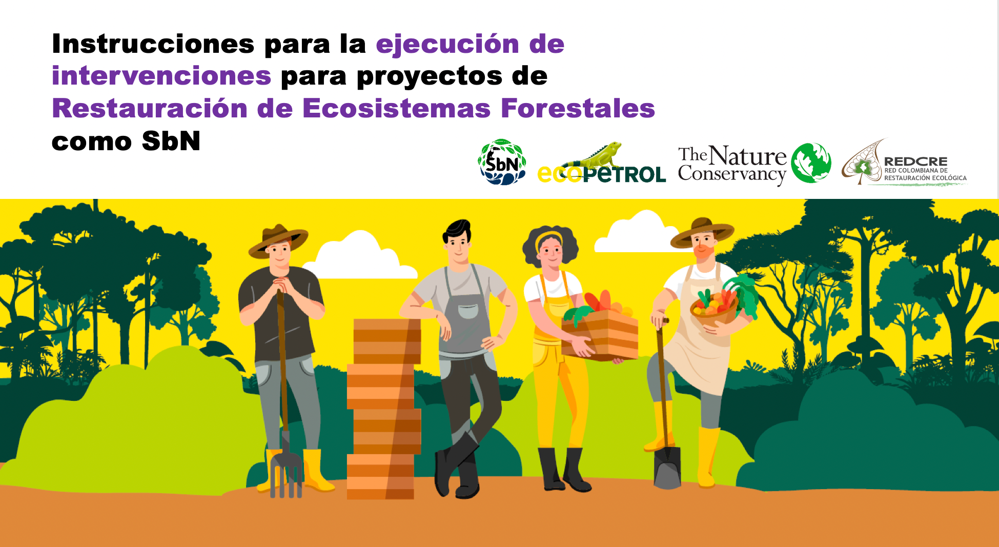 Instrucciones para la ejecución de
intervenciones para proyectos de
Restauración de Ecosistemas Forestales
como SbN
SbN
ecoPeTROL
The Nature
Conservancy
REDCRE
RED COLOMBIANA DE
RESTAURACIÓN ECOLÓGICA